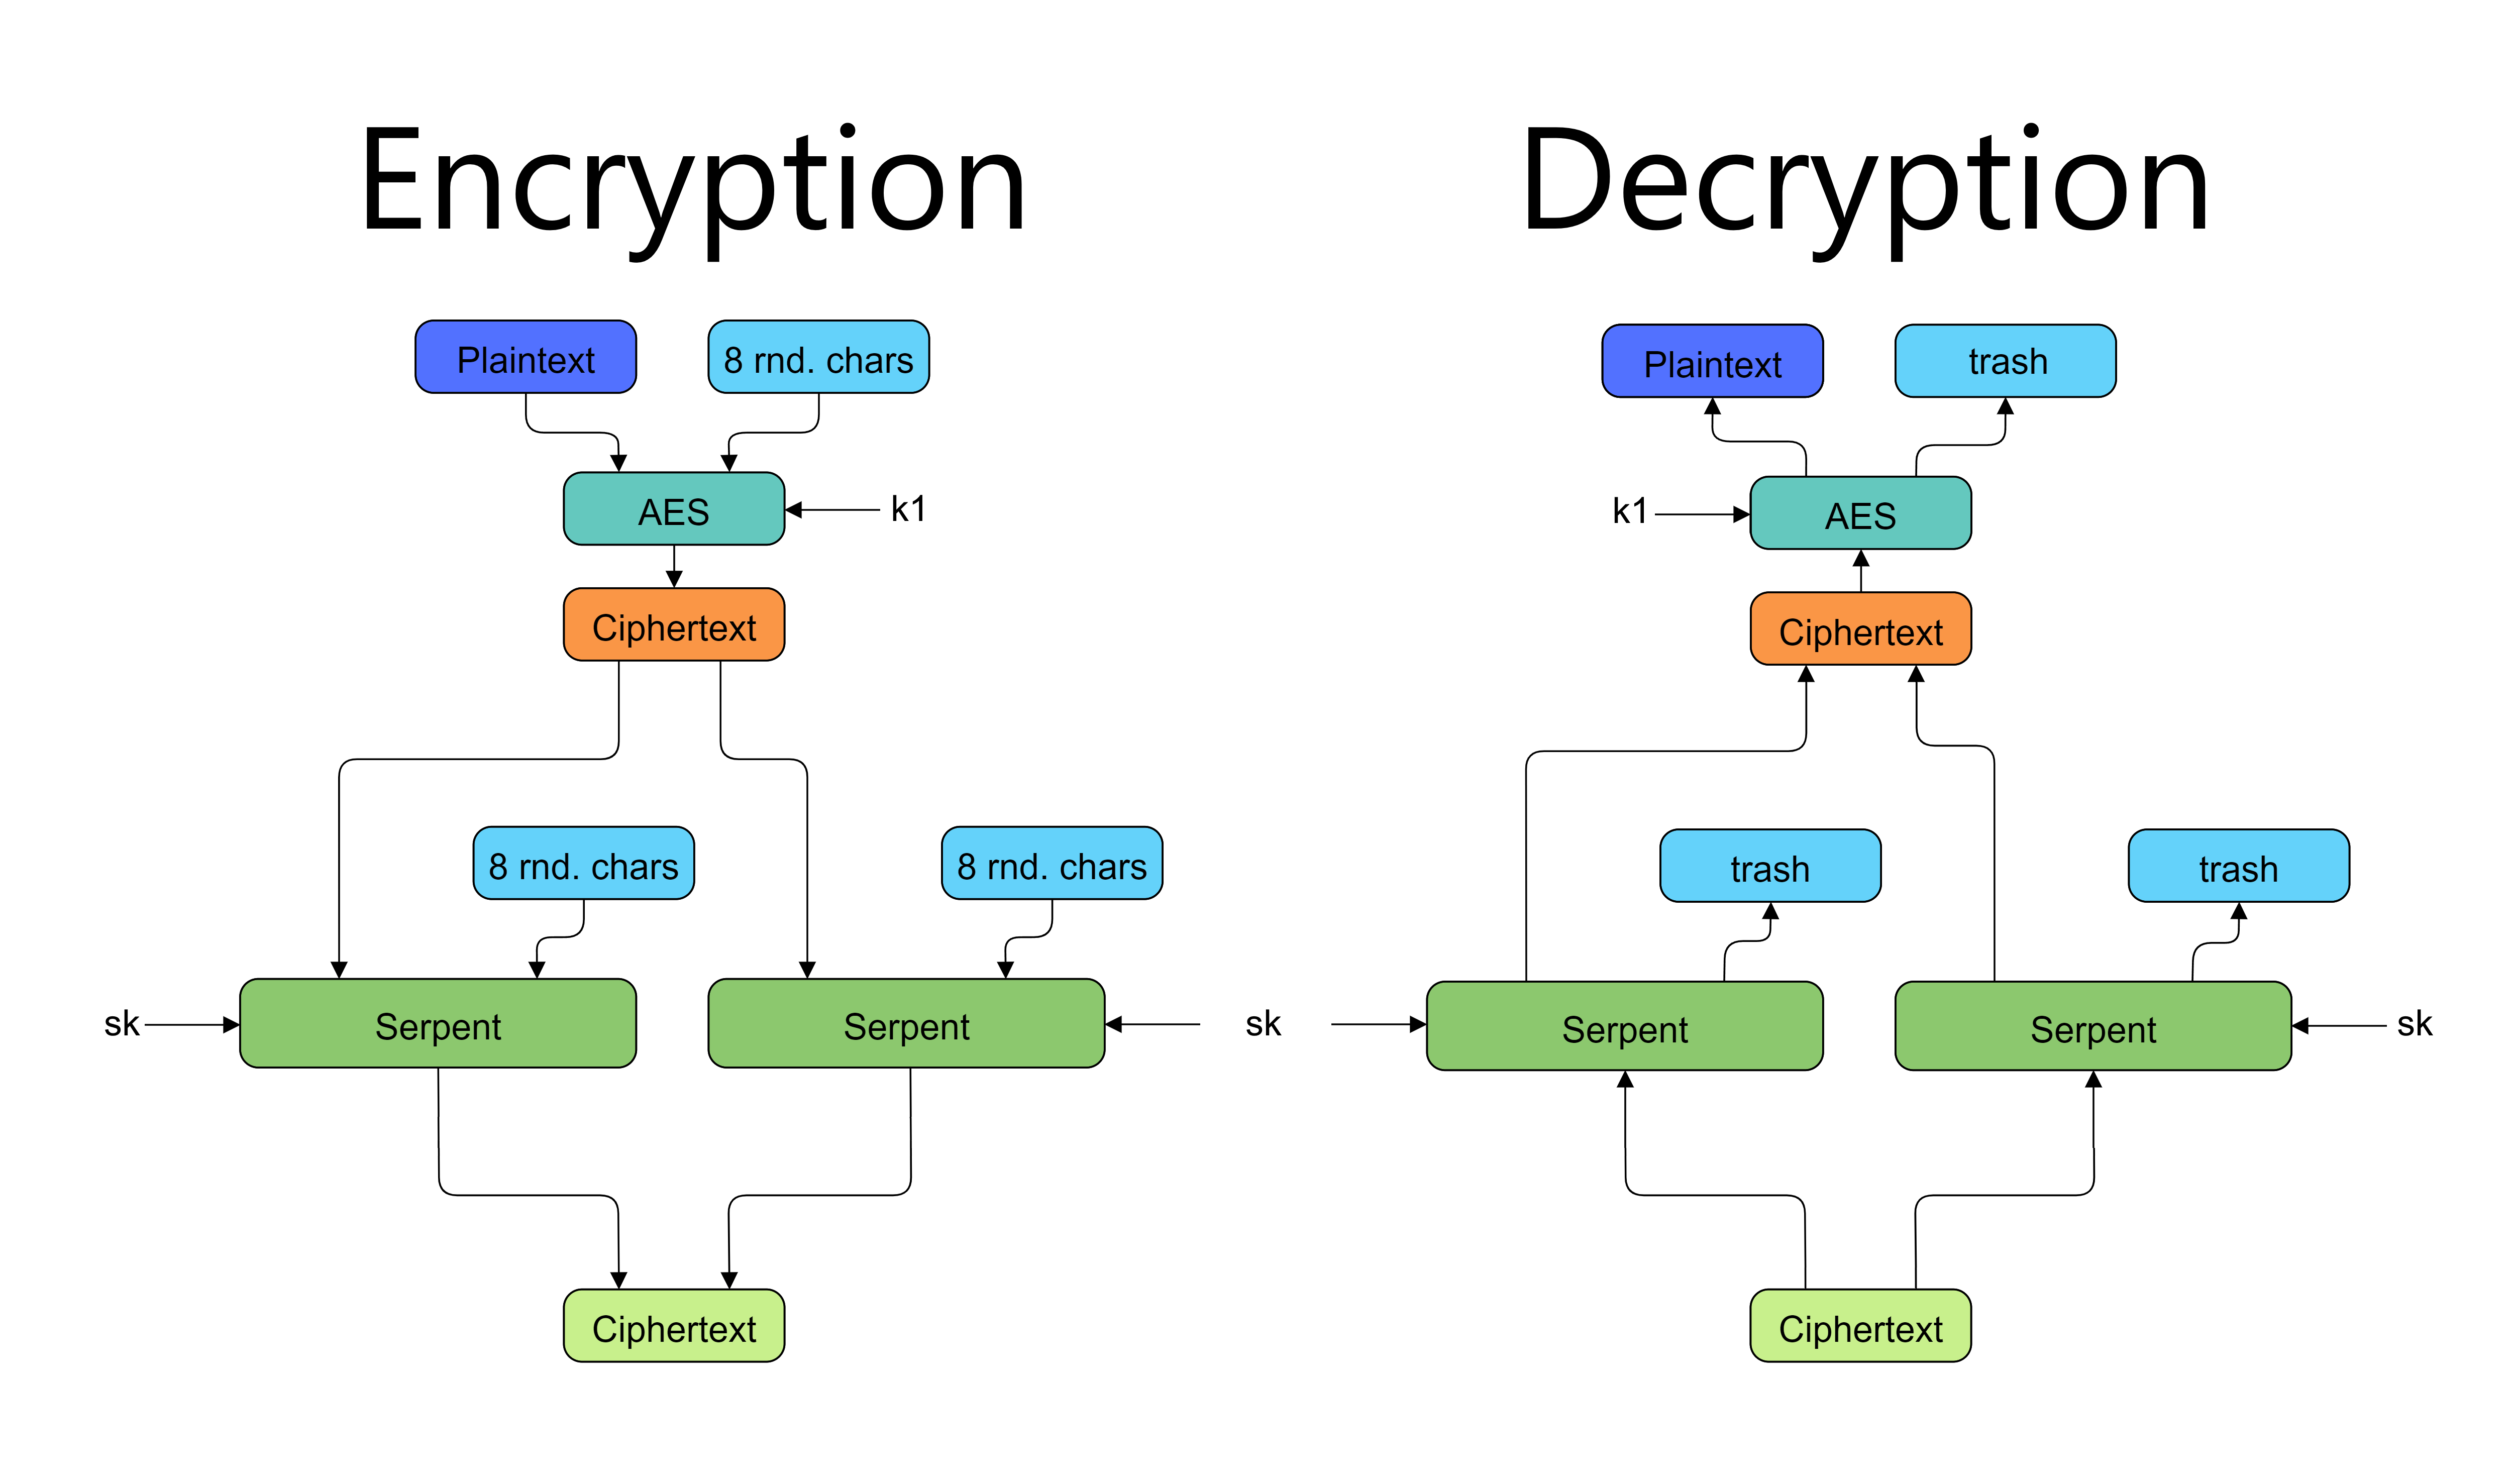 Encryption
Plaintext
8 rnd. chars
AES
k1
Ciphertext
8 rnd. chars
8 rnd. chars
sk
Serpent
Serpent
sk
Ciphertext
Decryption
Plaintext
trash
k1
AES
Ciphertext
trash
trash
Serpent
Serpent
sk
Ciphertext